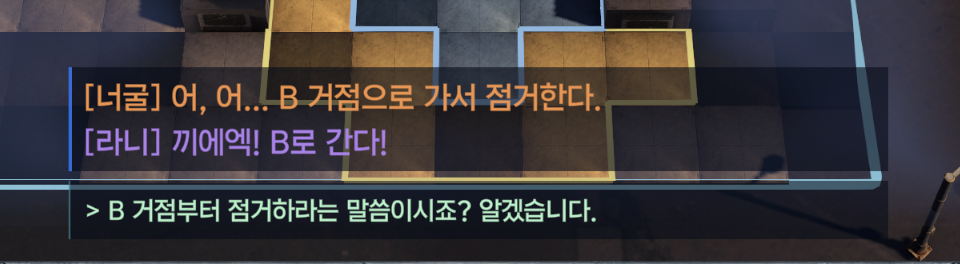 [너굴] 어, 어... B 거점으로 가서 점거한다.
[라니] 끼에엑! B로 간다!
> B 거점부터 점거하라는 말씀이시죠? 알겠습니다.